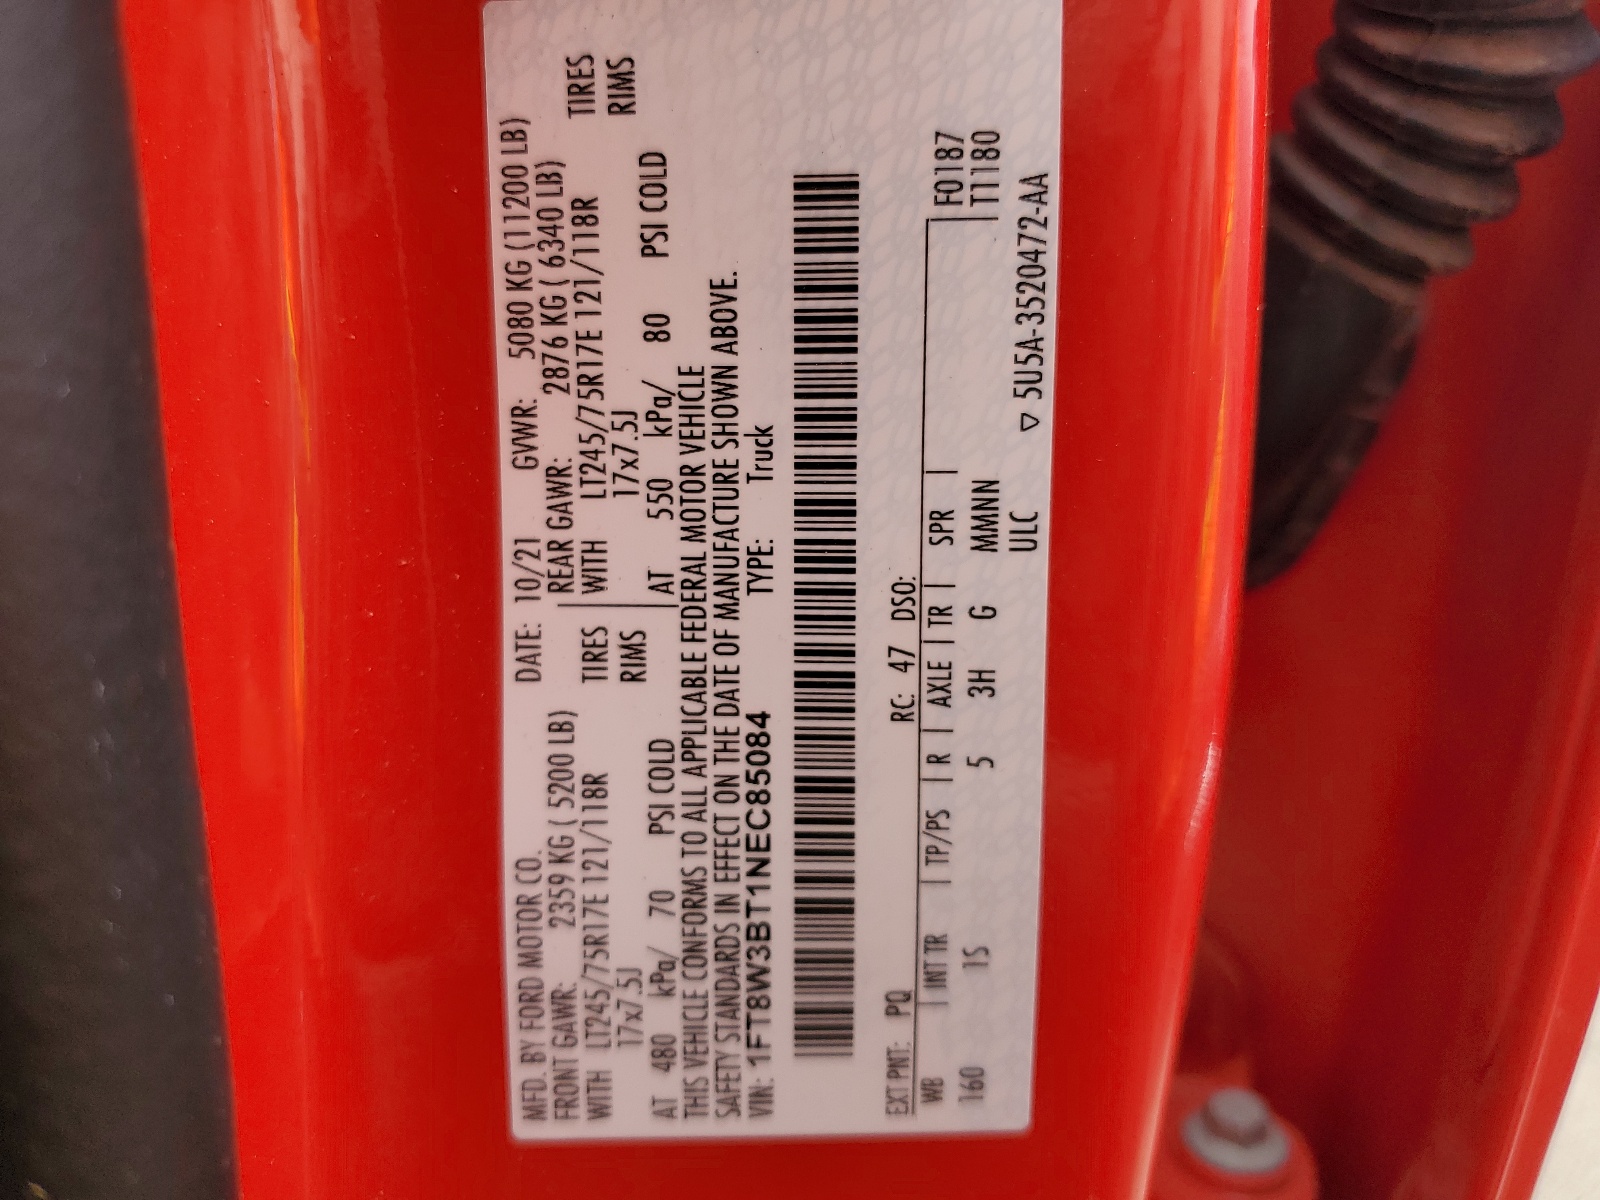 MFD. BY FORD MOTOR CO. DATE: 10/21 GVWR: 5080 KG (11200 LB)
FRONT GAWR: 2359 KG ( 5200 LB) REAR GAWR: 2876 KG ( 6340 LB)
WITH LT245/75R17E 121/118R TIRES WITH LT245/75R17E 121/118R TIRES
17x7.5J RIMS 17x7.5J RIMS
AT 480 kPa/ 70 PSI COLD AT 550 kPa/ 80 PSI COLD
THIS VEHICLE CONFORMS TO ALL APPLICABLE FEDERAL MOTOR VEHICLE
SAFETY STANDARDS IN EFFECT ON THE DATE OF MANUFACTURE SHOWN ABOVE.
VIN: 1FT8W3BT1NEC85084 TYPE: Truck
EXT PNT: PQ RC: 47 DSO:
WB | INT TR | TP/PS | R | AXLE | TR | SPR | F0187
160 1S 5 3H G MMNN T1180
ULC ▽ 5U5A-3520472-AA